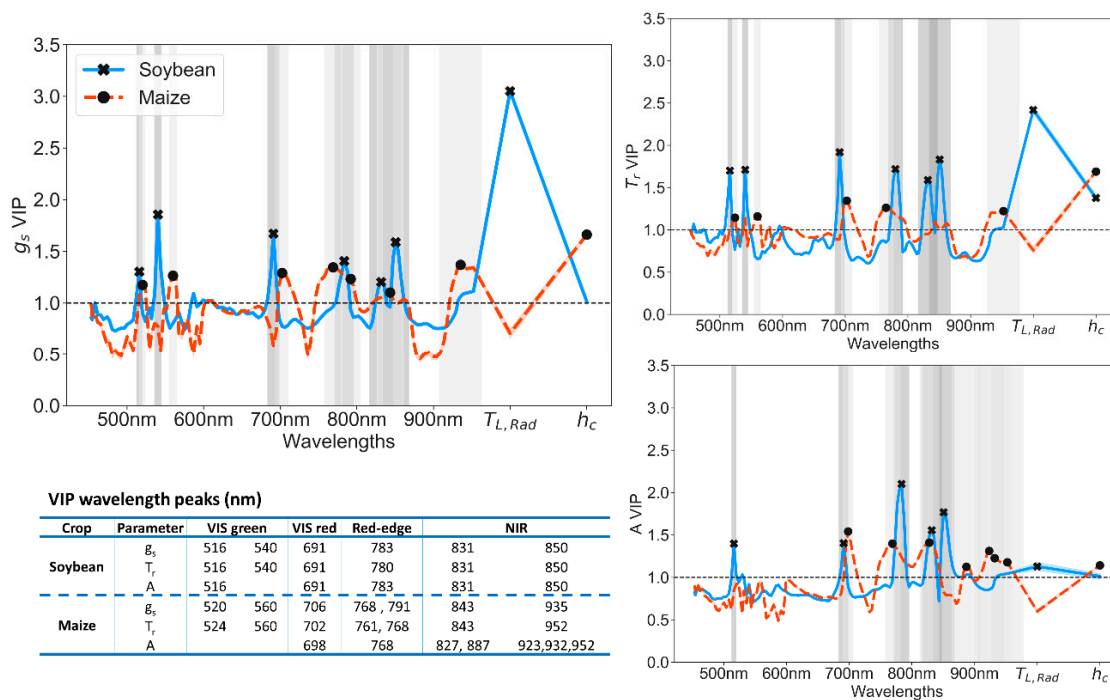 3.5
3.0
2.5
2.0
1.5
1.0
0.5
0.0
gs VIP
Soybean
Maize
500nm 600nm 700nm 800nm 900nm TL,Rad hc
Wavelengths
3.5
3.0
2.5
2.0
1.5
1.0
0.5
0.0
Tr VIP
500nm 600nm 700nm 800nm 900nm TL,Rad hc
Wavelengths
3.5
3.0
2.5
2.0
1.5
1.0
0.5
0.0
A VIP
500nm 600nm 700nm 800nm 900nm TL,Rad hc
Wavelengths
VIP wavelength peaks (nm)
Crop Parameter VIS green VIS red Red-edge NIR
Soybean
gs 516 540 691 783 831 850
Tr 516 540 691 780 831 850
A 516 691 783 831 850
Maize
gs 520 560 706 768 , 791 843 935
Tr 524 560 702 761, 768 843 952
A 698 768 827, 887 923,932,952